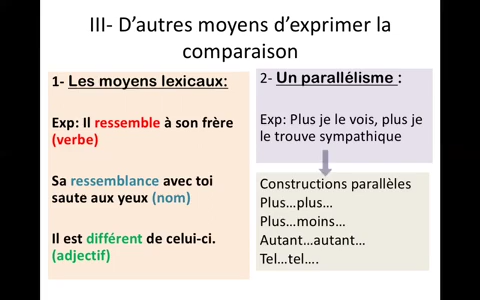 III- D’autres moyens d’exprimer la
comparaison
1- Les moyens lexicaux:
Exp: Il ressemble à son frère
(verbe)
Sa ressemblance avec toi
saute aux yeux (nom)
Il est différent de celui-ci.
(adjectif)
2- Un parallélisme :
Exp: Plus je le vois, plus je
le trouve sympathique
Constructions parallèles
Plus…plus…
Plus…moins…
Autant…autant…
Tel…tel….